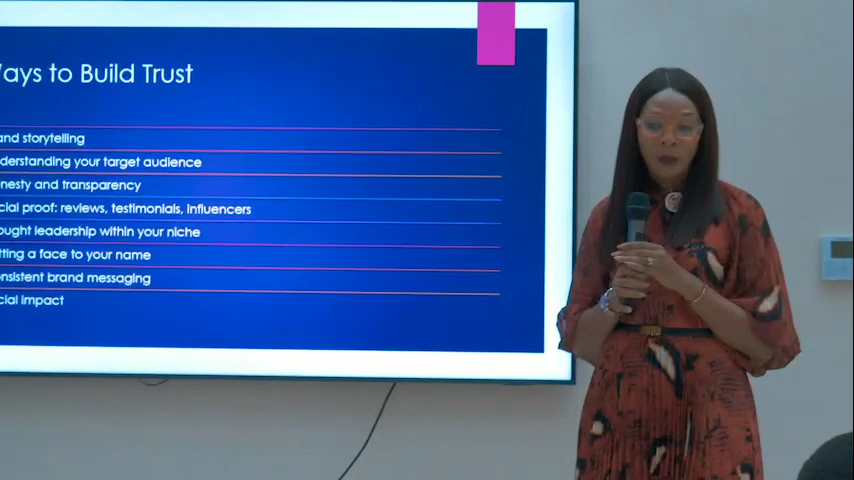 ays to Build Trust
and storytelling
derstanding your target audience
nesty and transparency
cial proof: reviews, testimonials, influencers
ought leadership within your niche
tting a face to your name
nsistent brand messaging
cial impact